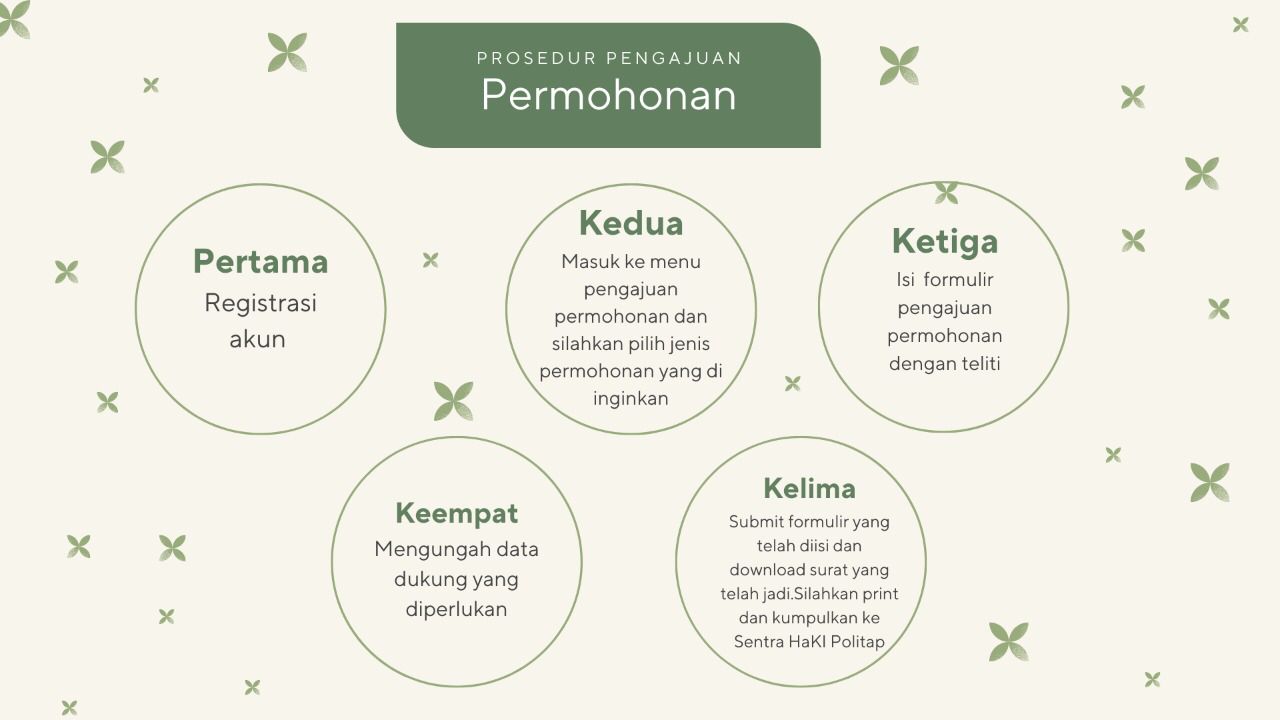 PROSEDUR PENGAJUAN
Permohonan
Pertama
Registrasi
akun
Kedua
Masuk ke menu
pengajuan
permohonan dan
silahkan pilih jenis
permohonan yang di
inginkan
Ketiga
Isi  formulir
pengajuan
permohonan
dengan teliti
Keempat
Mengungah data
dukung yang
diperlukan
Kelima
Submit formulir yang
telah diisi dan
download surat yang
telah jadi.Silahkan print
dan kumpulkan ke
Sentra HaKI Politap